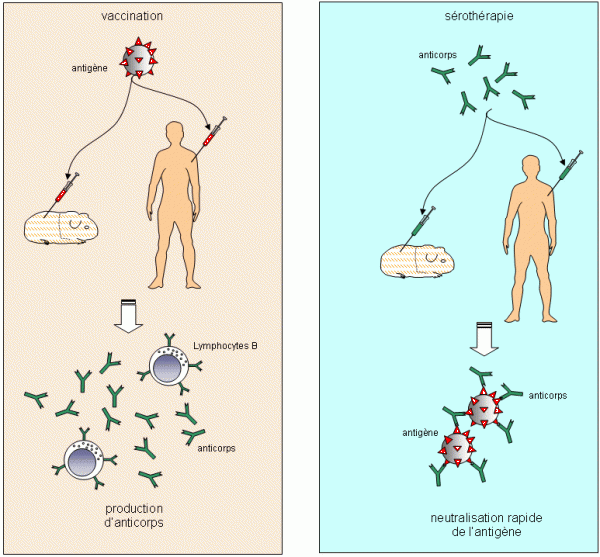 vaccination
antigène
Lymphocytes B
anticorps
production
d'anticorps
sérothérapie
anticorps
anticorps
antigène
neutralisation rapide
de l'antigène